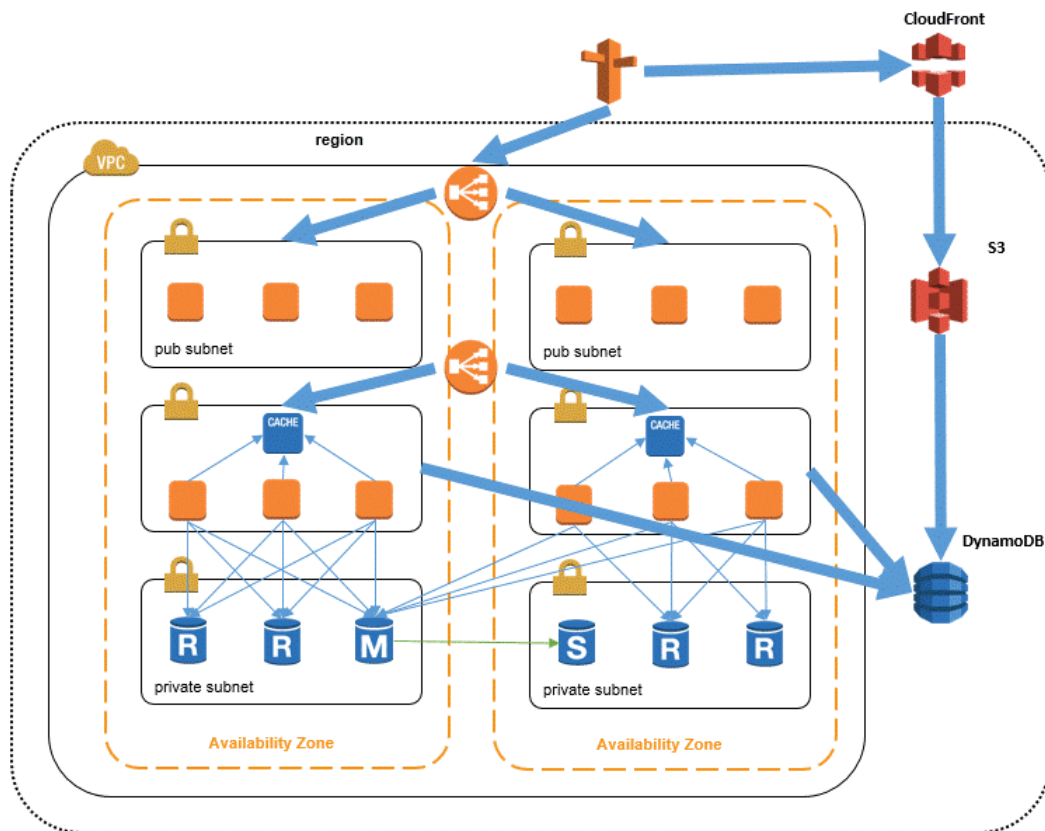 CloudFront
region
VPC
S3
pub subnet
pub subnet
CACHE
CACHE
DynamoDB
R
R
M
S
R
R
private subnet
private subnet
Availability Zone
Availability Zone